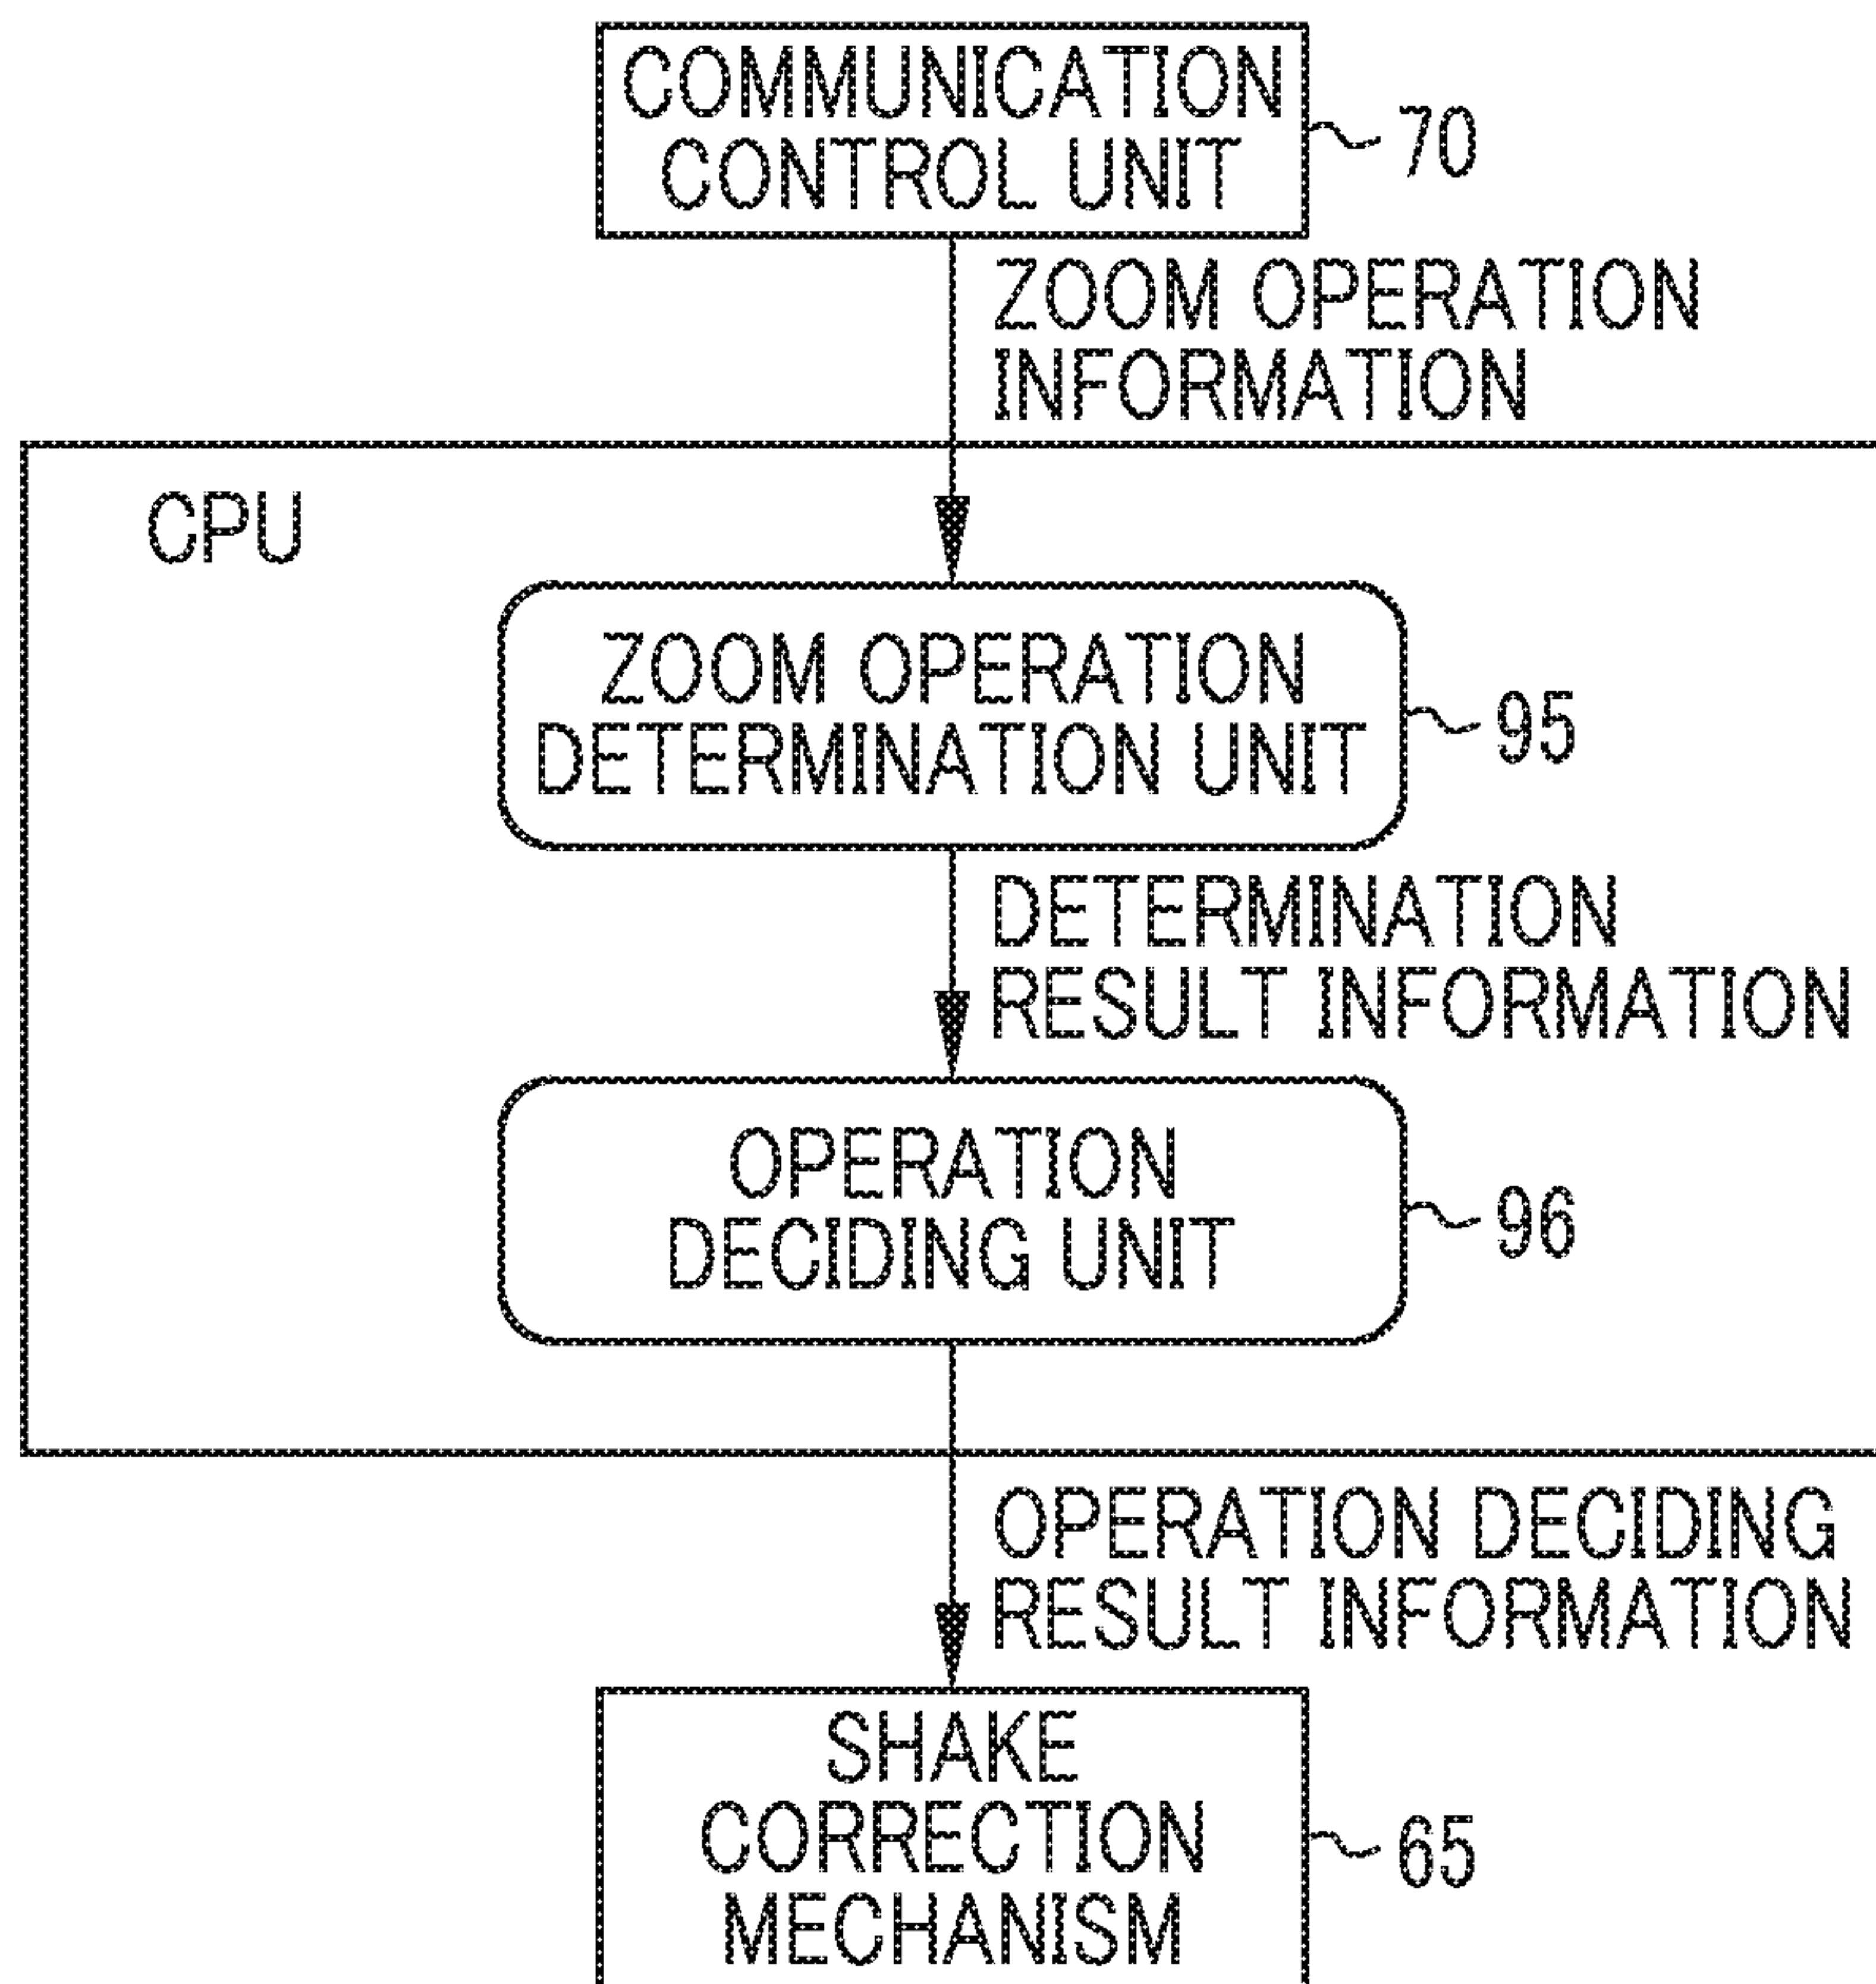 COMMUNICATION
CONTROL UNIT
70
ZOOM OPERATION
INFORMATION
CPU
ZOOM OPERATION
DETERMINATION UNIT
95
DETERMINATION
RESULT INFORMATION
OPERATION
DECIDING UNIT
96
OPERATION DECIDING
RESULT INFORMATION
SHAKE
CORRECTION
MECHANISM
65